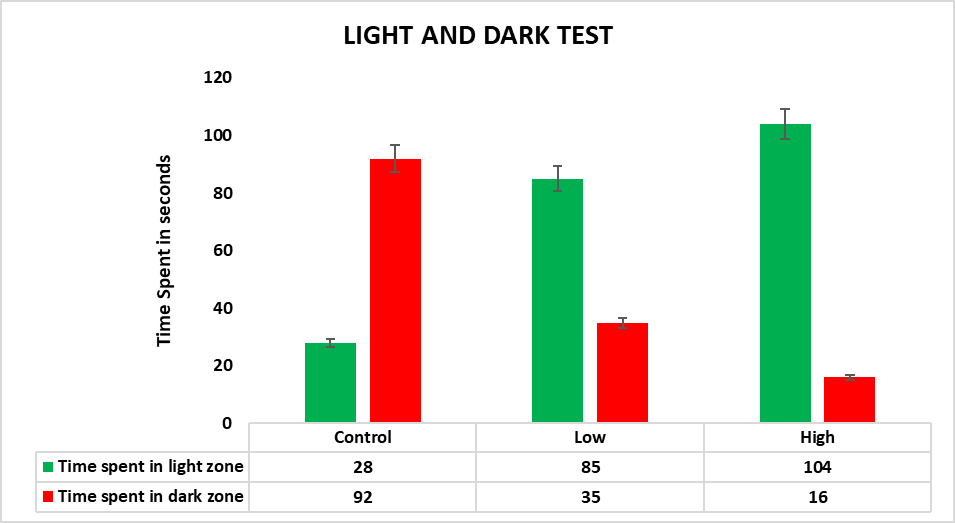 LIGHT AND DARK TEST
Time Spent in seconds
120
100
80
60
40
20
0
Control Low High
Time spent in light zone 28 85 104
Time spent in dark zone 92 35 16